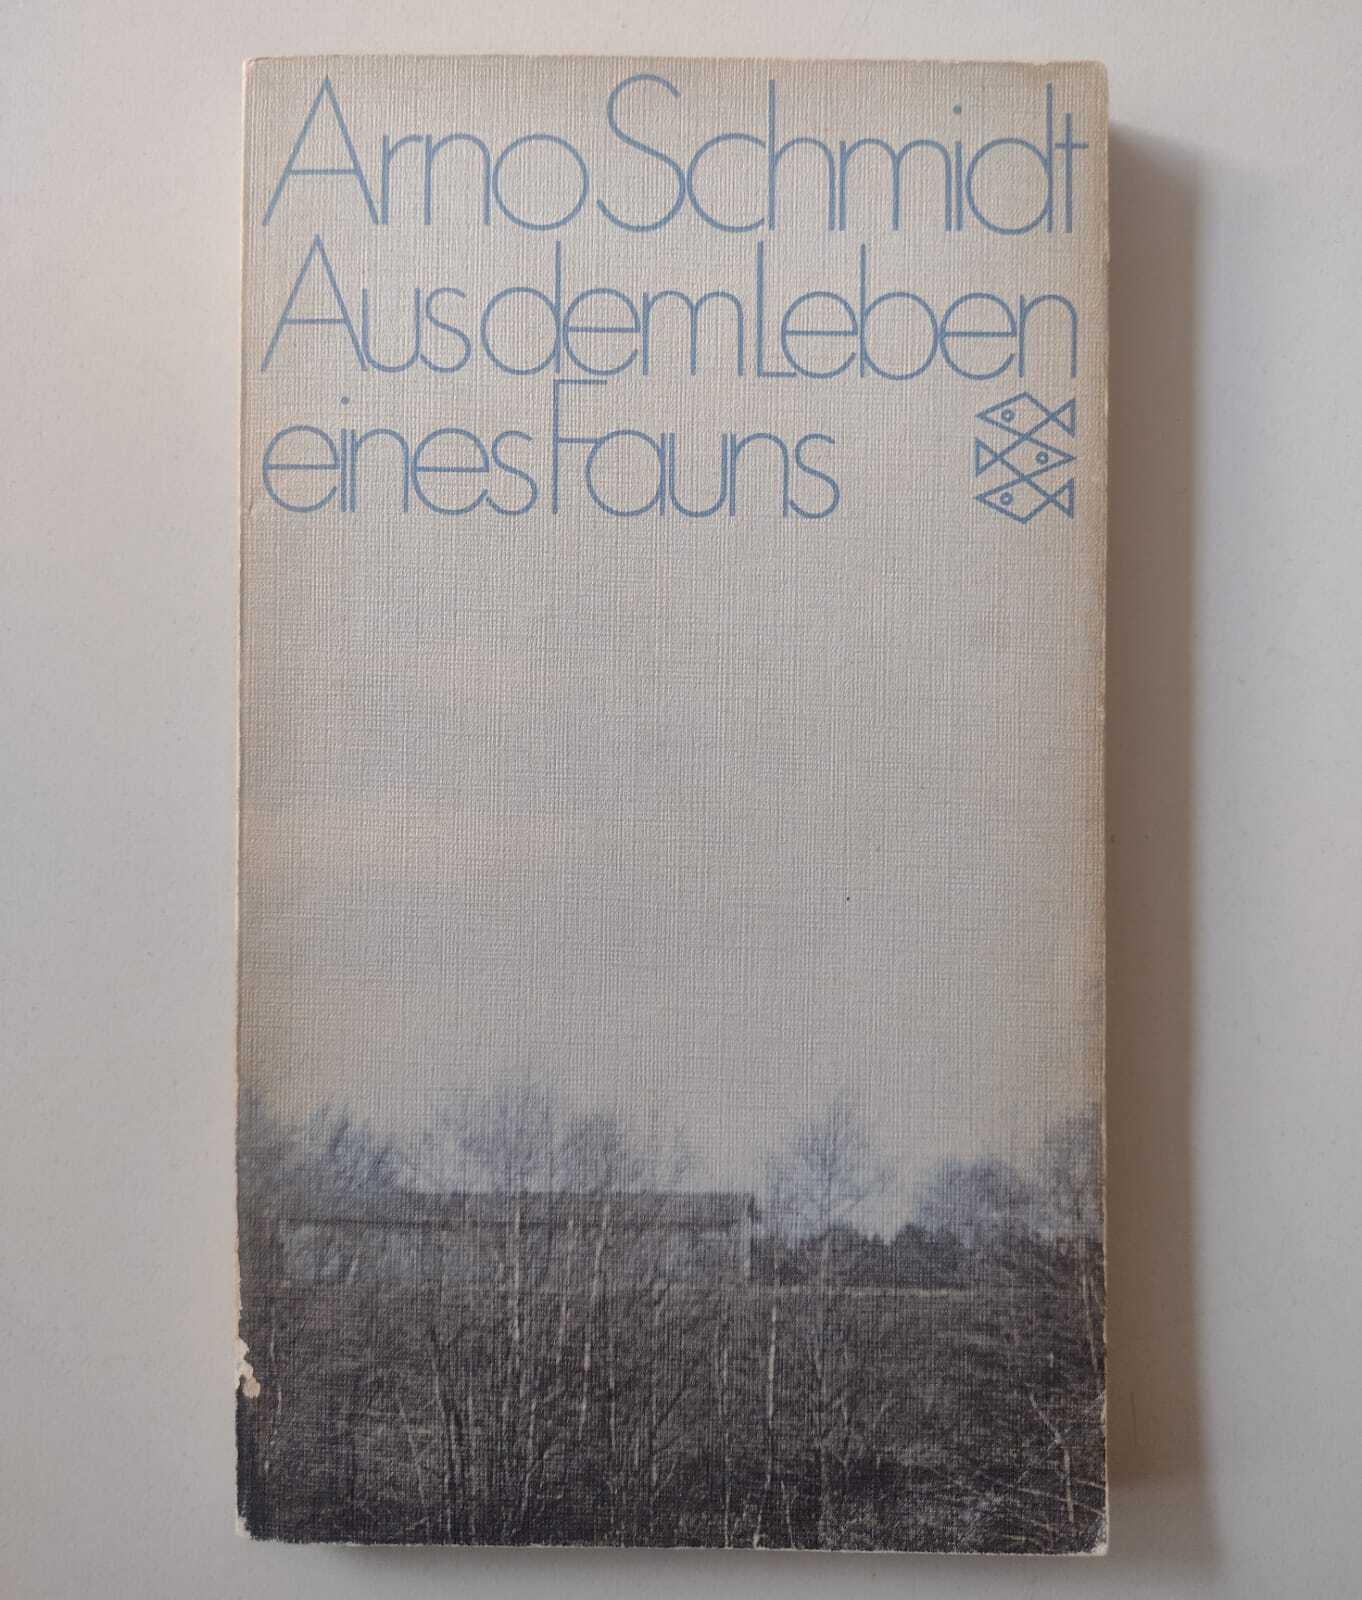 Arno Schmidt
Aus dem Leben
eines Fauns